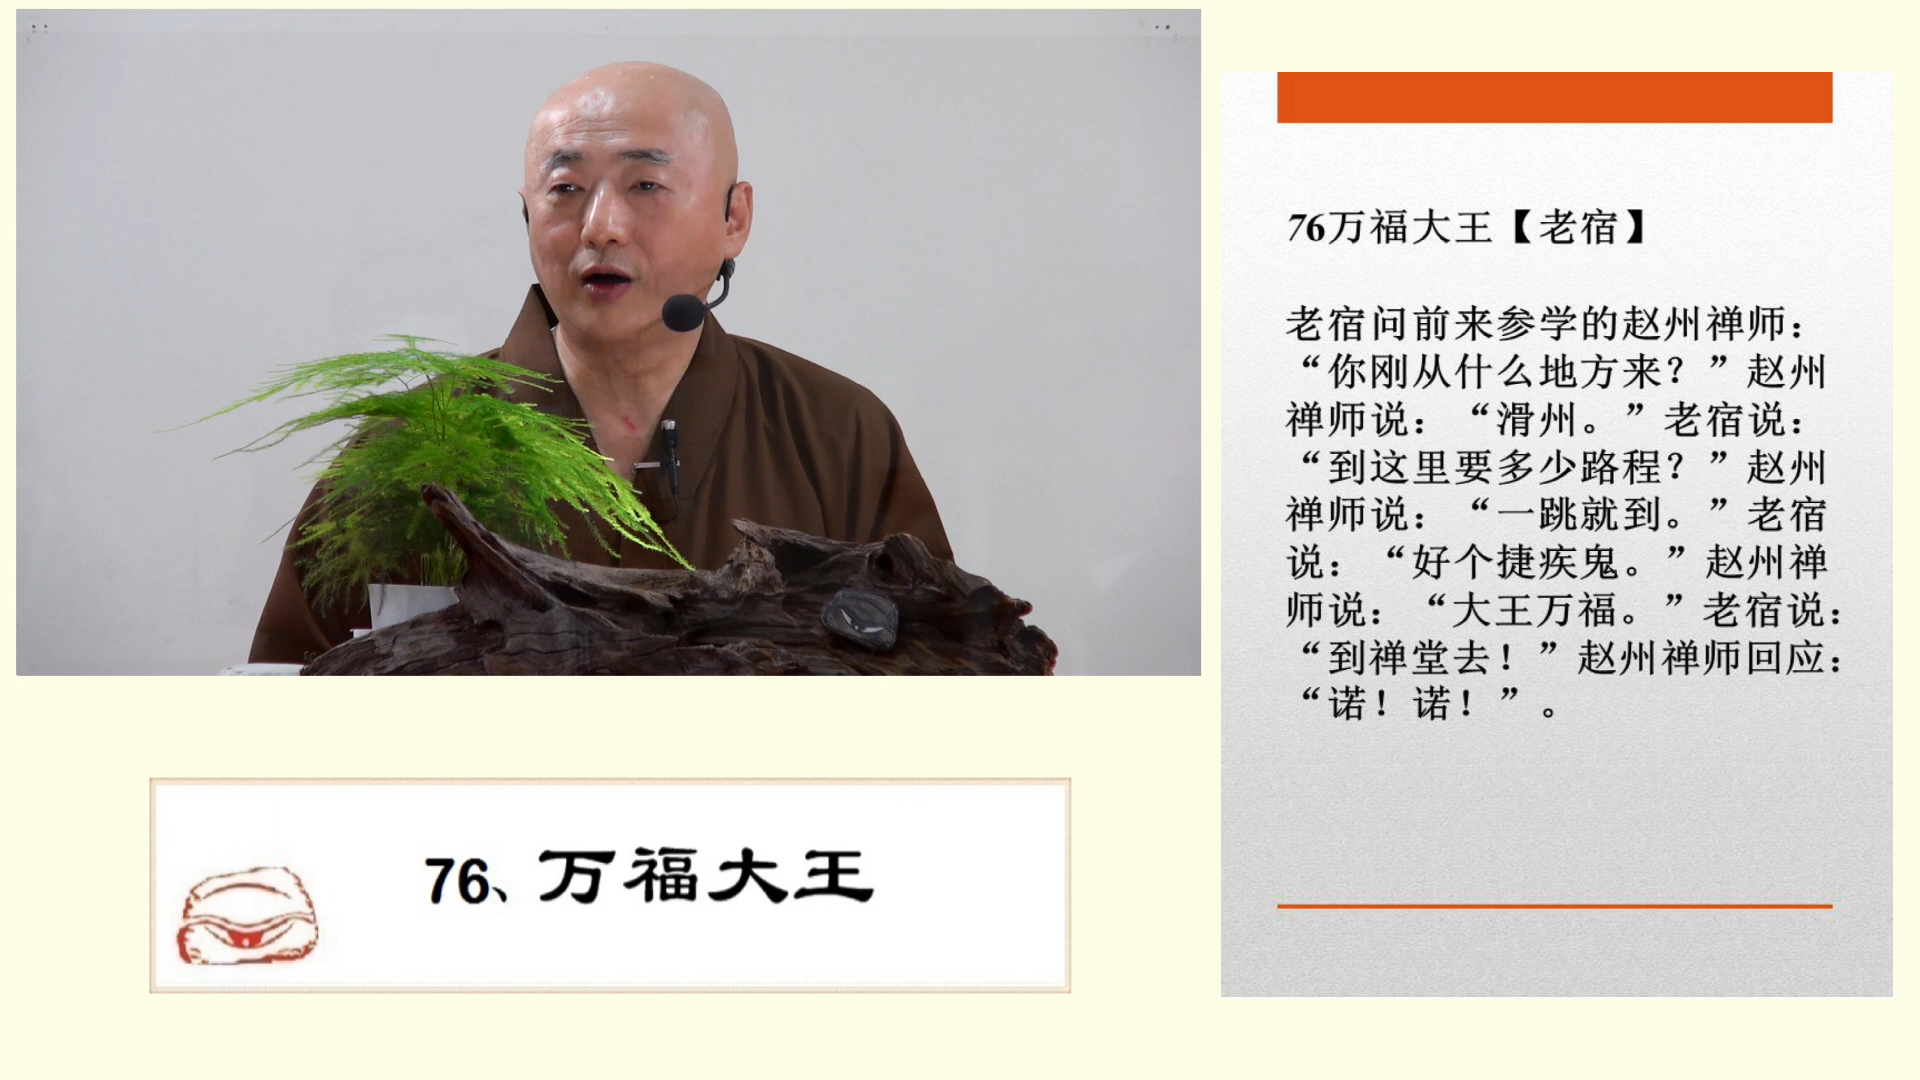 76万福大王【老宿】
老宿问前来参学的赵州禅师：
“你刚从什么地方来？”赵州
禅师说：“滑州。”老宿说：
“到这里要多少路程？”赵州
禅师说：“一跳就到。”老宿
说：“好个捷疾鬼。”赵州禅
师说：“大王万福。”老宿说：
“到禅堂去！”赵州禅师回应：
“诺！诺！”。
76、万福大王